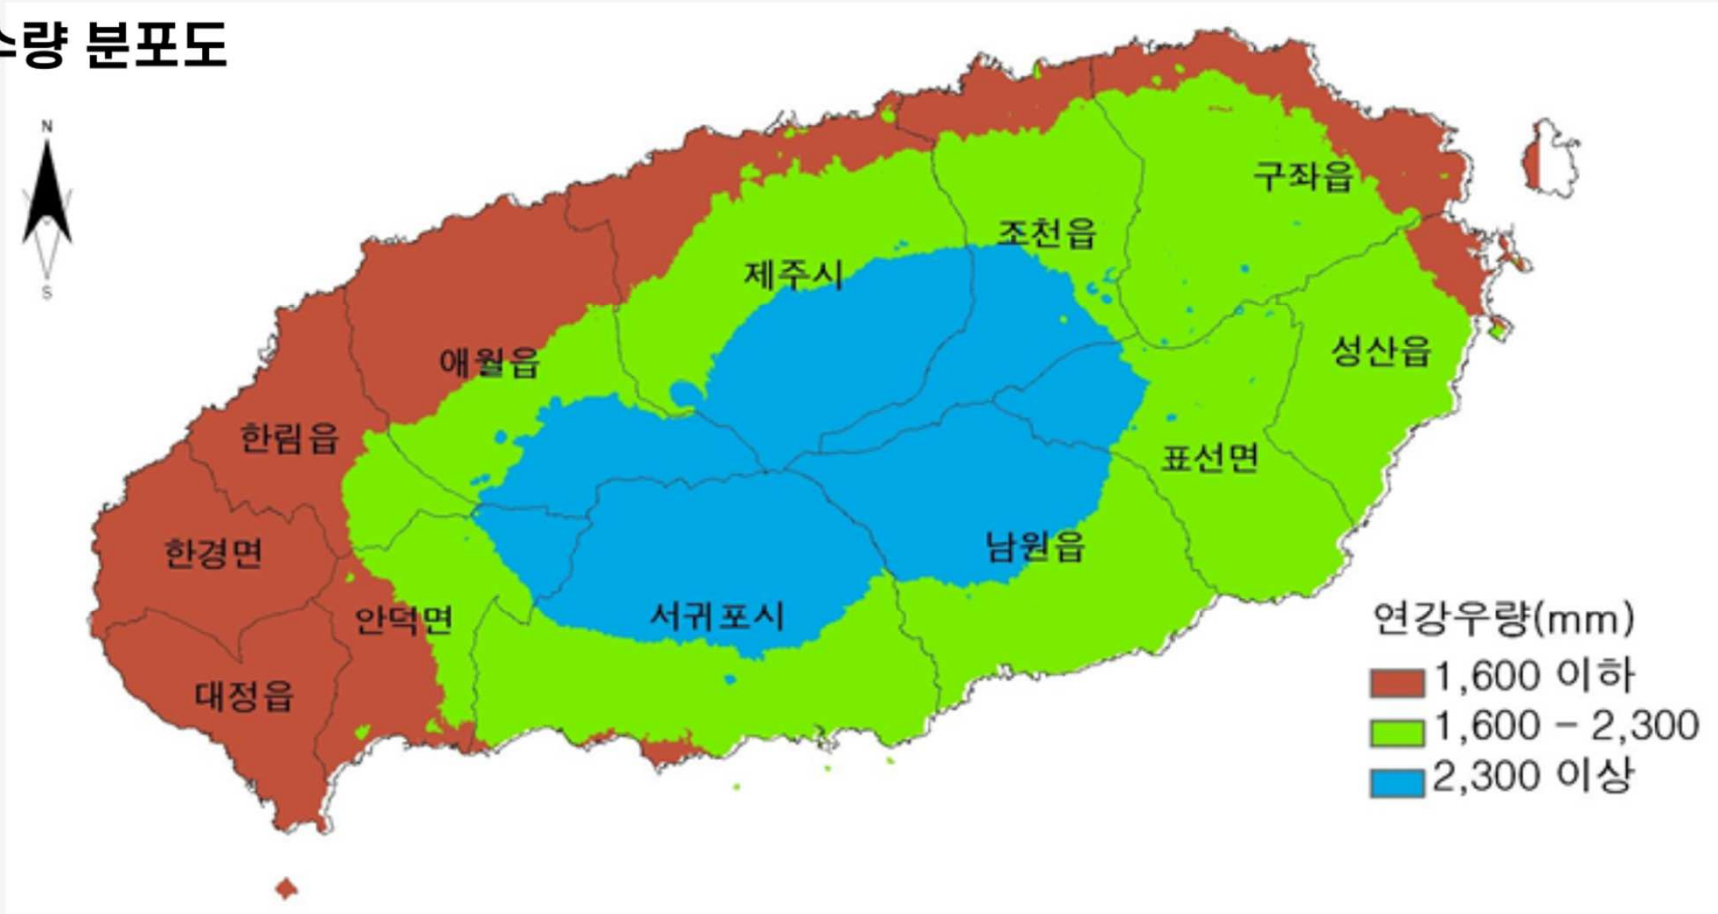 량 분포도
N
S
구좌읍
조천읍
제주시
성산읍
애월읍
한림읍
표선면
한경면
남원읍
안덕면
서귀포시
대정읍
연강우량(mm)
1,600 이하
1,600 - 2,300
2,300 이상